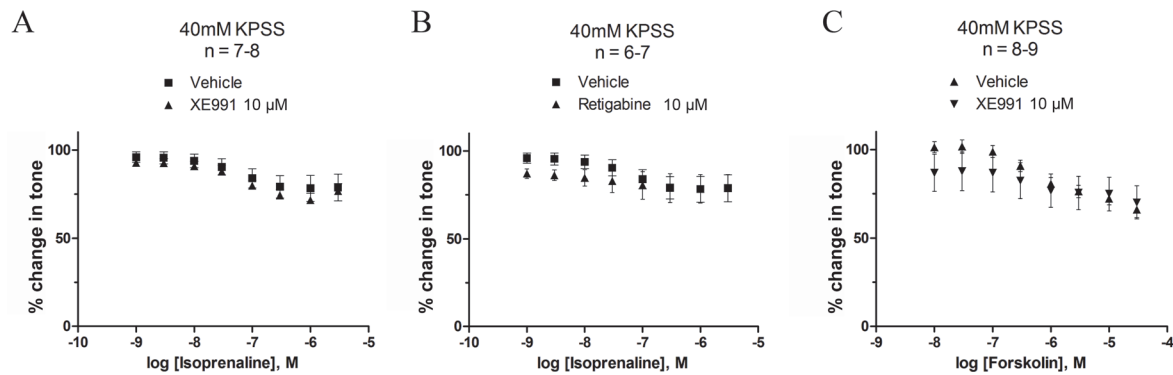 A
40mM KPSS
n = 7-8
Vehicle
XE991 10 µM
% change in tone
100
50
0
-10 -9 -8 -7 -6 -5
log [Isoprenaline], M
B
40mM KPSS
n = 6-7
Vehicle
Retigabine 10 µM
% change in tone
100
50
0
-10 -9 -8 -7 -6 -5
log [Isoprenaline], M
C
40mM KPSS
n = 8-9
Vehicle
XE991 10 µM
% change in tone
100
50
0
-9 -8 -7 -6 -5 -4
log [Forskolin], M